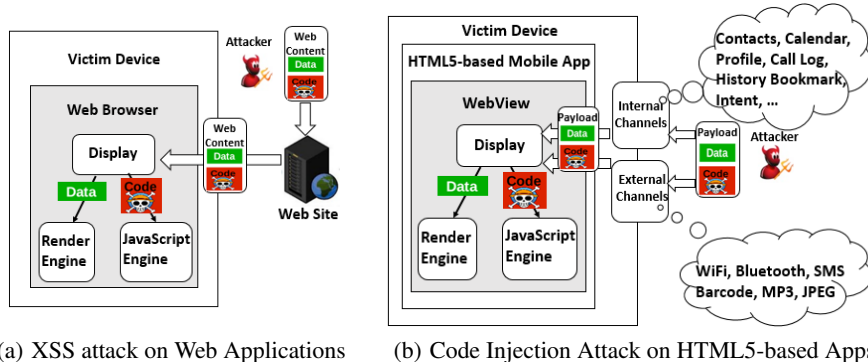 Victim Device
Attacker
Web
Content
Data
Code
Web Browser
Web
Content
Data
Code
Display
Data
Code
Web Site
Render
Engine
JavaScript
Engine
(a) XSS attack on Web Applications
Victim Device
HTML5-based Mobile App
WebView
Display
Payload
Data
Code
Data
Code
Render
Engine
JavaScript
Engine
Internal
Channels
External
Channels
Contacts, Calendar,
Profile, Call Log,
History Bookmark,
Intent, ...
Payload
Data
Code
Attacker
WiFi, Bluetooth, SMS
Barcode, MP3, JPEG
(b) Code Injection Attack on HTML5-based App